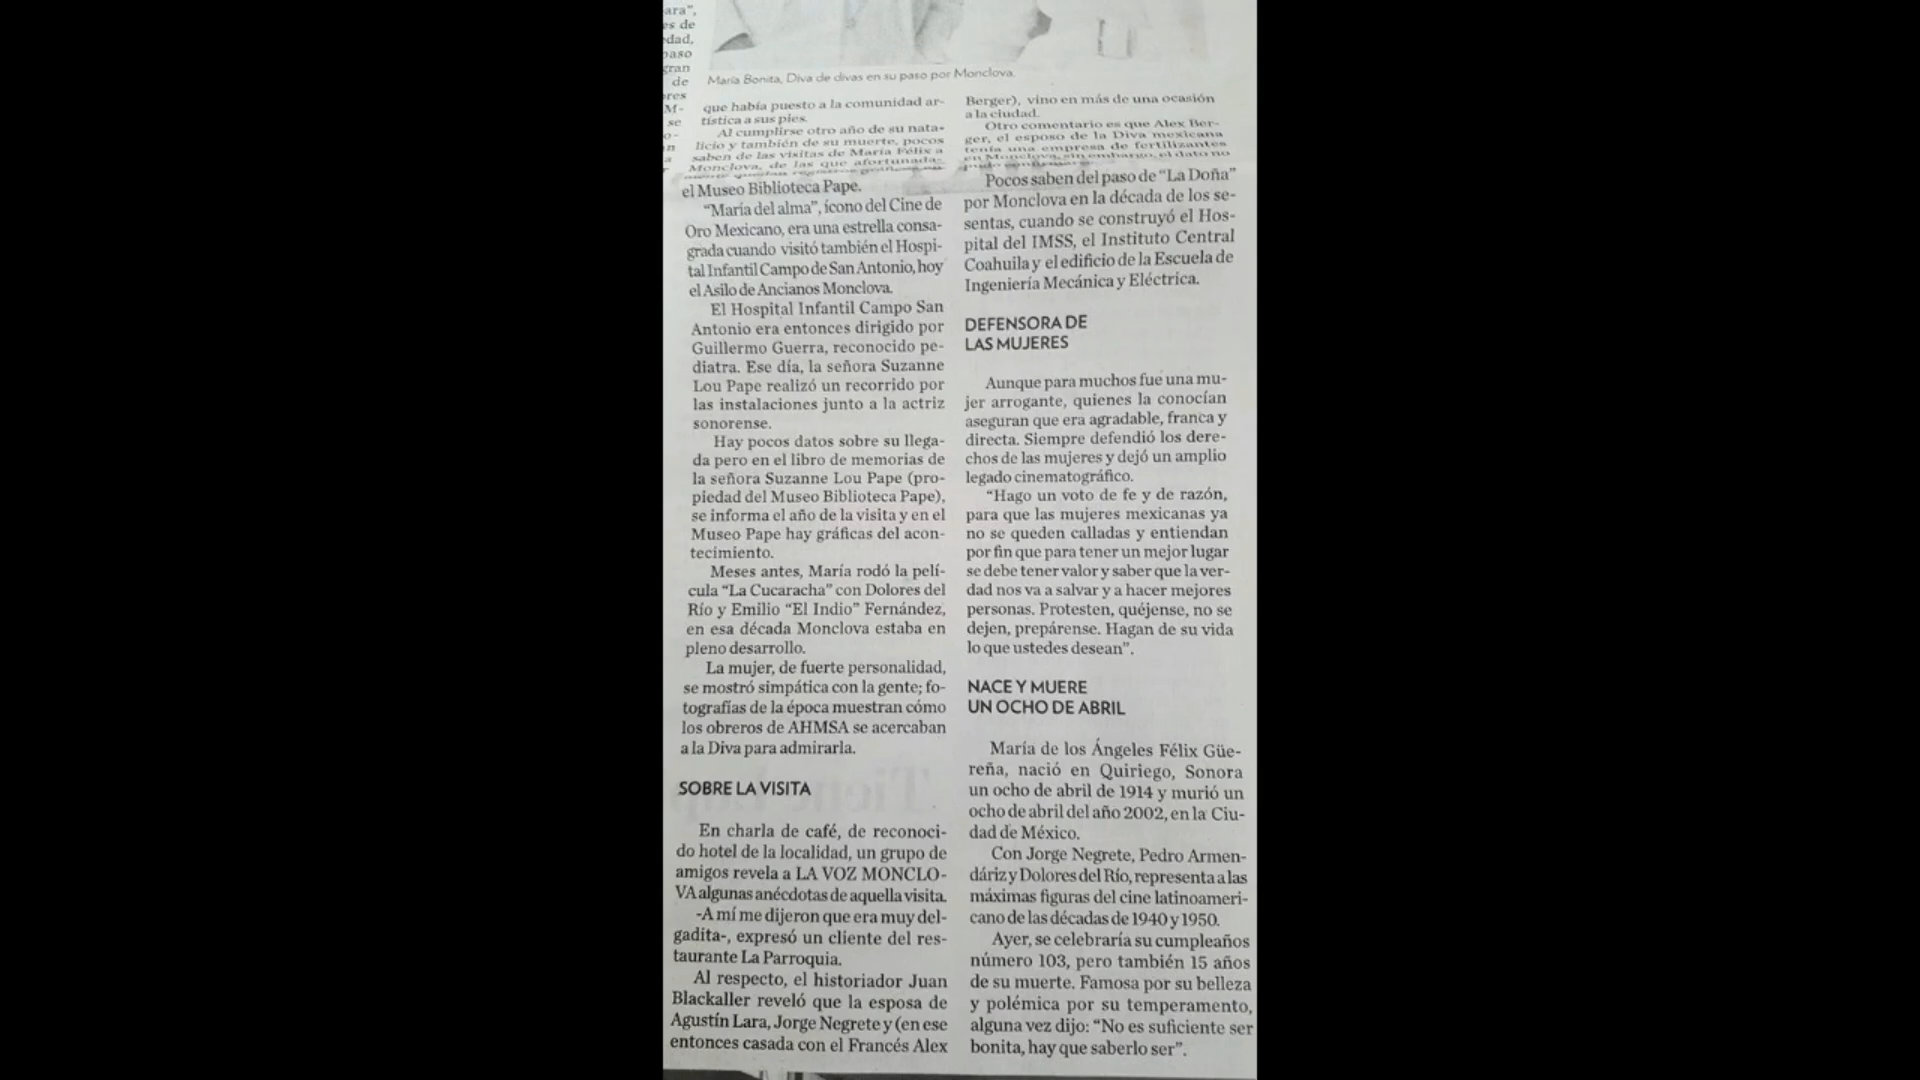 ara",
es de
edad,
paso
gran
de
res
M-
se
o-
n
a
María Bonita, Diva de divas en su paso por Monclova.
que había puesto a la comunidad ar-
tística a sus pies.
Al cumplirse otro año de su nata-
licio y también de su muerte, pocos
saben de las visitas de María Félix a
Monclova, de las que afortunada-
el Museo Biblioteca Pape.
"María del alma", ícono del Cine de
Oro Mexicano, era una estrella consa-
grada cuando visitó también el Hospi-
tal Infantil Campo de San Antonio, hoy
el Asilo de Ancianos Monclova.
El Hospital Infantil Campo San
Antonio era entonces dirigido por
Guillermo Guerra, reconocido pe-
diatra. Ese día, la señora Suzanne
Lou Pape realizó un recorrido por
las instalaciones junto a la actriz
sonorense.
Hay pocos datos sobre su llega-
da pero en el libro de memorias de
la señora Suzanne Lou Pape (pro-
piedad del Museo Biblioteca Pape),
se informa el año de la visita y en el
Museo Pape hay gráficas del acon-
tecimiento.
Meses antes, María rodó la pelí-
cula "La Cucaracha" con Dolores del
Río y Emilio "El Indio" Fernández,
en esa década Monclova estaba en
pleno desarrollo.
La mujer, de fuerte personalidad,
se mostró simpática con la gente; fo-
tografías de la época muestran cómo
los obreros de AHMSA se acercaban
a la Diva para admirarla.
SOBRE LA VISITA
En charla de café, de reconoci-
do hotel de la localidad, un grupo de
amigos revela a LA VOZ MONCLO-
VA algunas anécdotas de aquella visita.
-A mí me dijeron que era muy del-
gadita-, expresó un cliente del res-
taurante La Parroquia.
Al respecto, el historiador Juan
Blackaller reveló que la esposa de
Agustín Lara, Jorge Negrete y (en ese
entonces casada con el Francés Alex
Berger), vino en más de una ocasión
a la ciudad.
Otro comentario es que Alex Ber-
ger, el esposo de la Diva mexicana
tenía una empresa de fertilizantes
en Monclova, sin embargo, el dato no
Pocos saben del paso de "La Doña"
por Monclova en la década de los se-
sentas, cuando se construyó el Hos-
pital del IMSS, el Instituto Central
Coahuila y el edificio de la Escuela de
Ingeniería Mecánica y Eléctrica.
DEFENSORA DE
LAS MUJERES
Aunque para muchos fue una mu-
jer arrogante, quienes la conocían
aseguran que era agradable, franca y
directa. Siempre defendió los dere-
chos de las mujeres y dejó un amplio
legado cinematográfico.
"Hago un voto de fe y de razón,
para que las mujeres mexicanas ya
no se queden calladas y entiendan
por fin que para tener un mejor lugar
se debe tener valor y saber que la ver-
dad nos va a salvar y a hacer mejores
personas. Protesten, quéjense, no se
dejen, prepárense. Hagan de su vida
lo que ustedes desean".
NACE Y MUERE
UN OCHO DE ABRIL
María de los Ángeles Félix Güe-
reña, nació en Quiriego, Sonora
un ocho de abril de 1914 y murió un
ocho de abril del año 2002, en la Ciu-
dad de México.
Con Jorge Negrete, Pedro Armen-
dáriz y Dolores del Río, representa a las
máximas figuras del cine latinoameri-
cano de las décadas de 1940 y 1950.
Ayer, se celebraría su cumpleaños
número 103, pero también 15 años
de su muerte. Famosa por su belleza
y polémica por su temperamento,
alguna vez dijo: "No es suficiente ser
bonita, hay que saberlo ser".